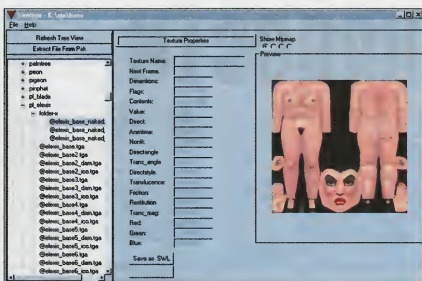 File Help
Refresh Tree View
Extract File From Pak
palmtree
peon
pigeon
pinphat
pl_blade
pl_elexis
folder-x
@elexis_base_naked
@elexis_base_naked
@elexis_base_naked
@elexis_base.tga
@elexis_base2.tga
@elexis_base2_dam.tga
@elexis_base2_ico.tga
@elexis_base3.tga
@elexis_base3_dam.tga
@elexis_base3_ico.tga
@elexis_base4.tga
@elexis_base4_dam.tga
@elexis_base4_ico.tga
@elexis_base5.tga
@elexis_base5_dam.tga
@elexis_base5_ico.tga
@elexis_base6.tga
@elexis_base6_dam.tga
@elexis_base6_ico.tga
Texture Properties
Texture Name:
Next Frame:
Dimentions:
Flags:
Contents:
Value:
Direct:
Animtime:
Nonlit:
Directangle
Trans_angle
Directstyle
Translucence:
Friction:
Restitution
Trans_mag:
Red:
Green:
Blue:
Save as SWL
Show Mipmap
Preview